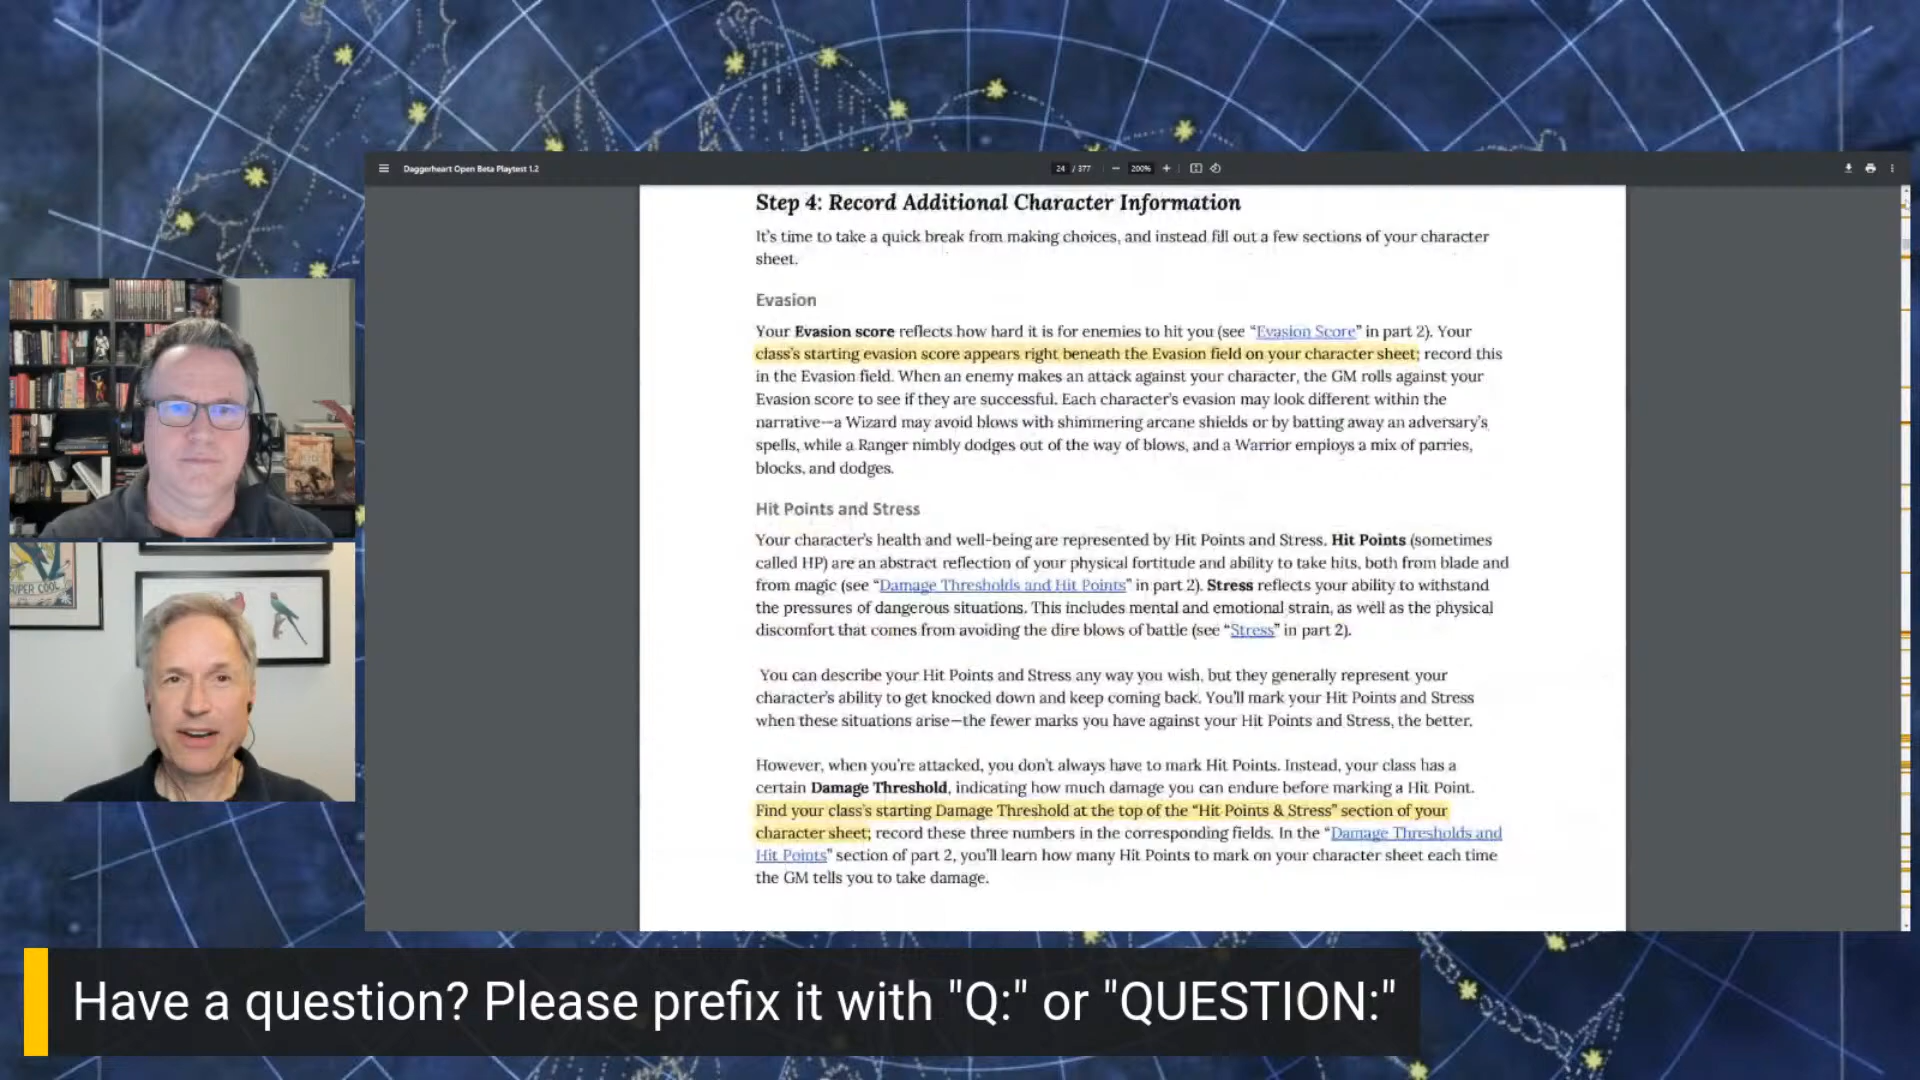 Daggerheart Open Beta Playtest 1.2
24 / 377
200%
Step 4: Record Additional Character Information
It's time to take a quick break from making choices, and instead fill out a few sections of your character
sheet.
Evasion
Your Evasion score reflects how hard it is for enemies to hit you (see "Evasion Score" in part 2). Your
class's starting evasion score appears right beneath the Evasion field on your character sheet; record this
in the Evasion field. When an enemy makes an attack against your character, the GM rolls against your
Evasion score to see if they are successful. Each character's evasion may look different within the
narrative—a Wizard may avoid blows with shimmering arcane shields or by batting away an adversary's
spells, while a Ranger nimbly dodges out of the way of blows, and a Warrior employs a mix of parries,
blocks, and dodges.
Hit Points and Stress
Your character's health and well-being are represented by Hit Points and Stress. Hit Points (sometimes
called HP) are an abstract reflection of your physical fortitude and ability to take hits, both from blade and
from magic (see "Damage Thresholds and Hit Points" in part 2). Stress reflects your ability to withstand
the pressures of dangerous situations. This includes mental and emotional strain, as well as the physical
discomfort that comes from avoiding the dire blows of battle (see "Stress" in part 2).
You can describe your Hit Points and Stress any way you wish, but they generally represent your
character's ability to get knocked down and keep coming back. You'll mark your Hit Points and Stress
when these situations arise—the fewer marks you have against your Hit Points and Stress, the better.
However, when you're attacked, you don't always have to mark Hit Points. Instead, your class has a
certain Damage Threshold, indicating how much damage you can endure before marking a Hit Point.
Find your class's starting Damage Threshold at the top of the "Hit Points & Stress" section of your
character sheet; record these three numbers in the corresponding fields. In the "Damage Thresholds and
Hit Points" section of part 2, you'll learn how many Hit Points to mark on your character sheet each time
the GM tells you to take damage.
SUPER COOL
Have a question? Please prefix it with "Q:" or "QUESTION:"